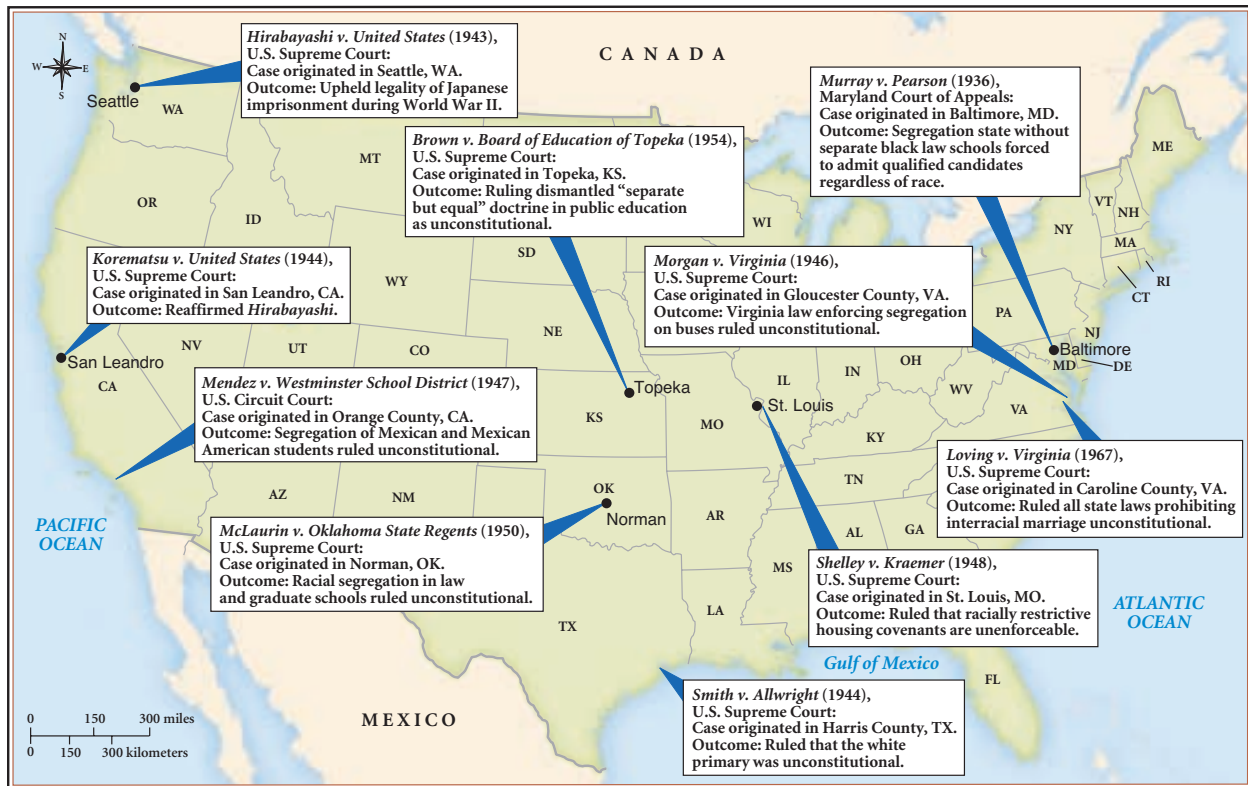 N
W
E
S
CANADA
Hirabayashi v. United States (1943),
U.S. Supreme Court:
Case originated in Seattle, WA.
Outcome: Upheld legality of Japanese
imprisonment during World War II.
Seattle
WA
Brown v. Board of Education of Topeka (1954),
U.S. Supreme Court:
Case originated in Topeka, KS.
Outcome: Ruling dismantled “separate
but equal” doctrine in public education
as unconstitutional.
Murray v. Pearson (1936),
Maryland Court of Appeals:
Case originated in Baltimore, MD.
Outcome: Segregation state without
separate black law schools forced
to admit qualified candidates
regardless of race.
MT
ME
OR
ID
WI
VT
NH
NY
MA
SD
RI
CT
Korematsu v. United States (1944),
U.S. Supreme Court:
Case originated in San Leandro, CA.
Outcome: Reaffirmed Hirabayashi.
WY
Morgan v. Virginia (1946),
U.S. Supreme Court:
Case originated in Gloucester County, VA.
Outcome: Virginia law enforcing segregation
on buses ruled unconstitutional.
PA
NE
NJ
San Leandro
NV
UT
CO
Baltimore
MD
DE
CA
IL
IN
OH
WV
Mendez v. Westminster School District (1947),
U.S. Circuit Court:
Case originated in Orange County, CA.
Outcome: Segregation of Mexican and Mexican
American students ruled unconstitutional.
Topeka
KS
St. Louis
MO
VA
KY
Loving v. Virginia (1967),
U.S. Supreme Court:
Case originated in Caroline County, VA.
Outcome: Ruled all state laws prohibiting
interracial marriage unconstitutional.
TN
AZ
NM
OK
Norman
AR
AL
GA
PACIFIC
OCEAN
McLaurin v. Oklahoma State Regents (1950),
U.S. Supreme Court:
Case originated in Norman, OK.
Outcome: Racial segregation in law
and graduate schools ruled unconstitutional.
MS
Shelley v. Kraemer (1948),
U.S. Supreme Court:
Case originated in St. Louis, MO.
Outcome: Ruled that racially restrictive
housing covenants are unenforceable.
LA
TX
ATLANTIC
OCEAN
Gulf of Mexico
FL
MEXICO
Smith v. Allwright (1944),
U.S. Supreme Court:
Case originated in Harris County, TX.
Outcome: Ruled that the white
primary was unconstitutional.
0 150 300 miles
0 150 300 kilometers